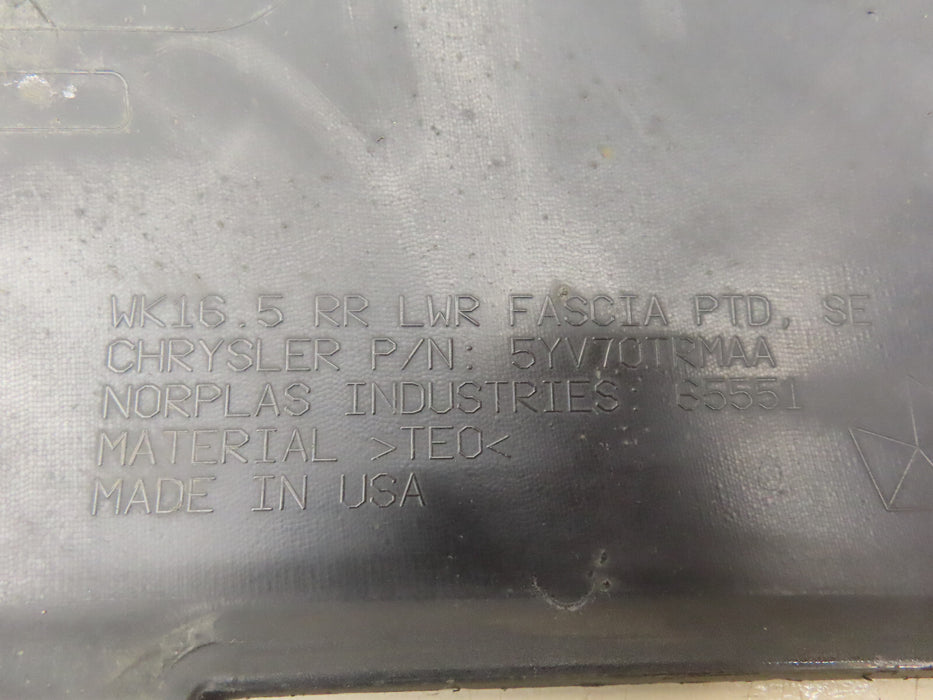 WK16.5 RR LWR FASCIA PTD, SE
CHRYSLER P/N: 5YV70TRMAA
NORPLAS INDUSTRIES: 65551
MATERIAL >TEO<
MADE IN USA